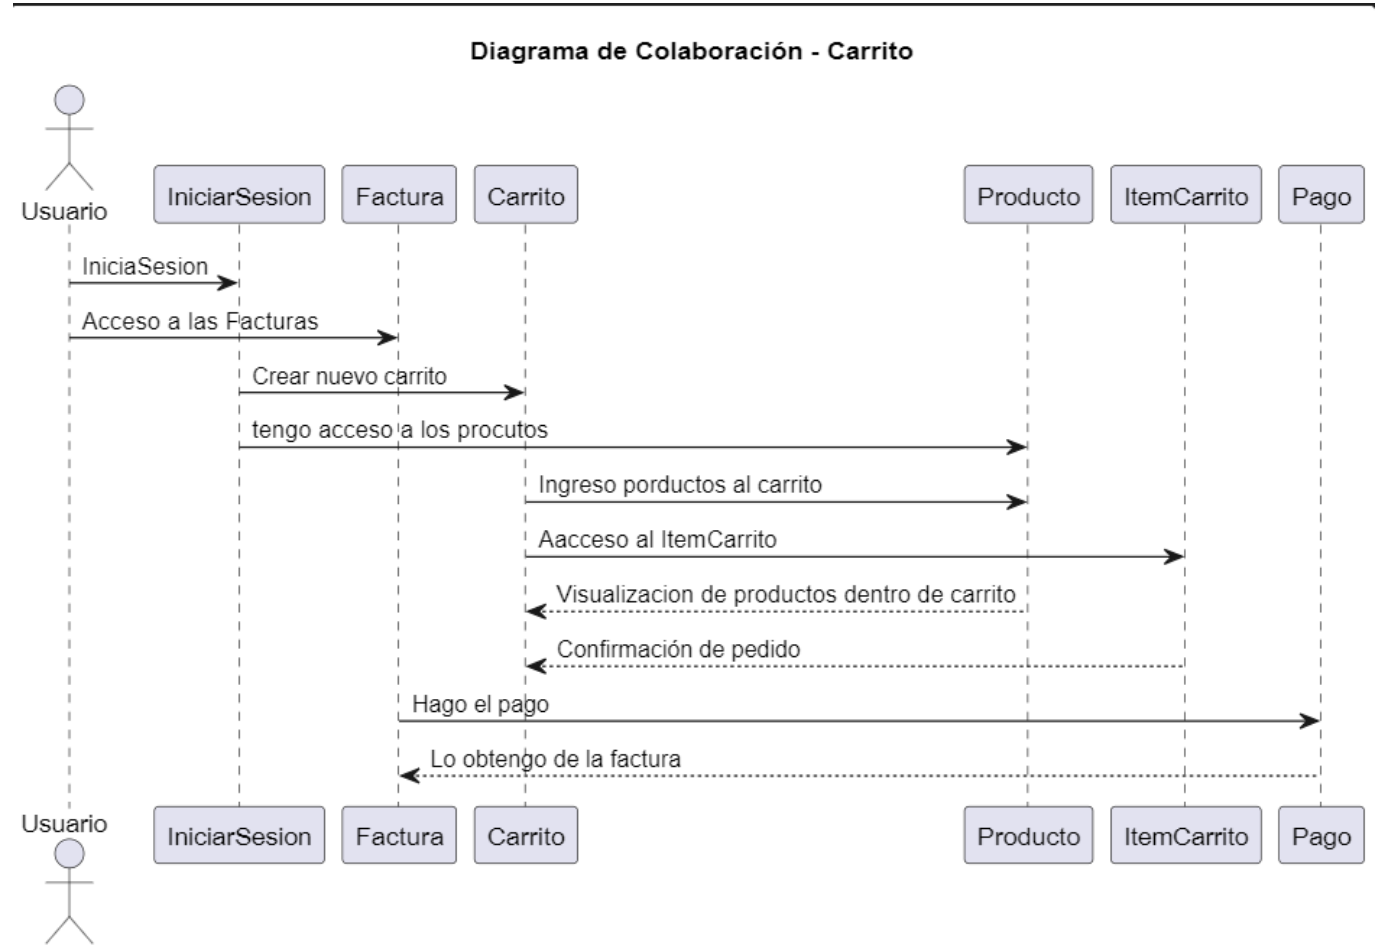 Diagrama de Colaboración - Carrito
Usuario
IniciarSesion
Factura
Carrito
Producto
ItemCarrito
Pago
IniciaSesion
Acceso a las Facturas
Crear nuevo carrito
tengo acceso a los procutos
Ingreso porductos al carrito
Aacceso al ItemCarrito
Visualizacion de productos dentro de carrito
Confirmación de pedido
Hago el pago
Lo obtengo de la factura
Usuario
IniciarSesion
Factura
Carrito
Producto
ItemCarrito
Pago